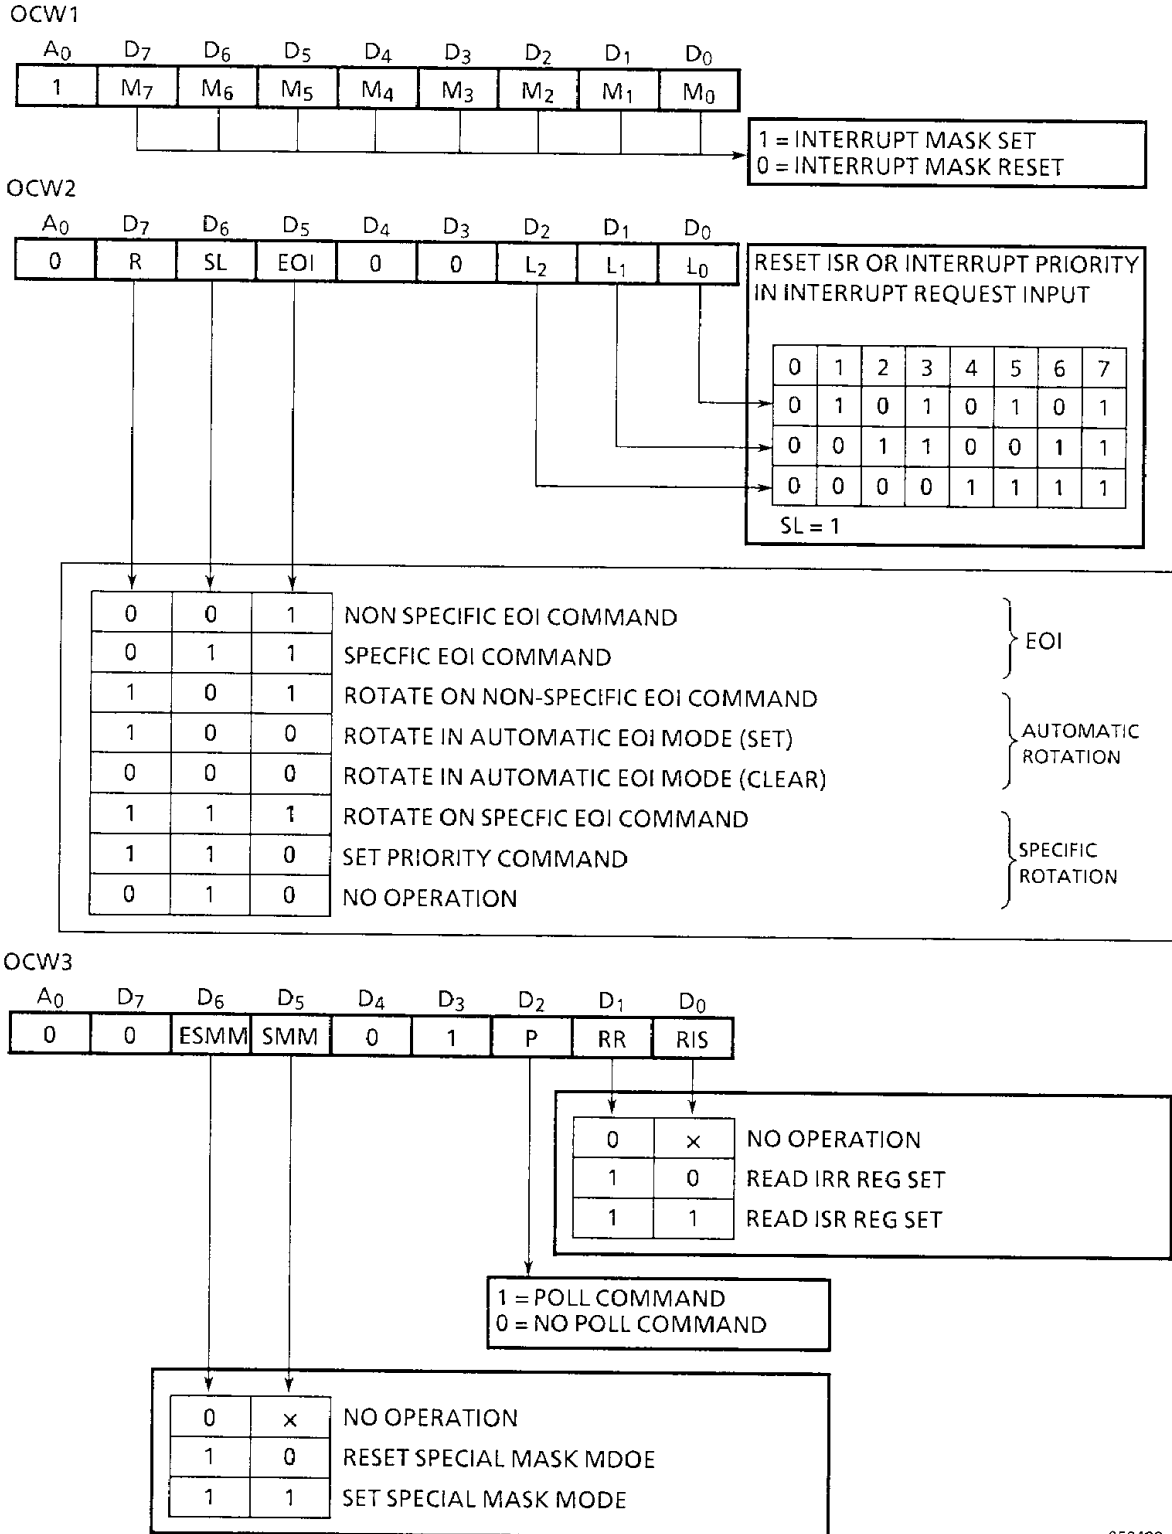 OCW1
A0 D7 D6 D5 D4 D3 D2 D1 D0
1 M7 M6 M5 M4 M3 M2 M1 M0
1 = INTERRUPT MASK SET
0 = INTERRUPT MASK RESET
OCW2
A0 D7 D6 D5 D4 D3 D2 D1 D0
0 R SL EOI 0 0 L2 L1 L0
RESET ISR OR INTERRUPT PRIORITY
IN INTERRUPT REQUEST INPUT
0 1 2 3 4 5 6 7
0 1 0 1 0 1 0 1
0 0 1 1 0 0 1 1
0 0 0 0 1 1 1 1
SL = 1
0 0 1 NON SPECIFIC EOI COMMAND
0 1 1 SPECFIC EOI COMMAND
EOI
1 0 1 ROTATE ON NON-SPECIFIC EOI COMMAND
1 0 0 ROTATE IN AUTOMATIC EOI MODE (SET)
0 0 0 ROTATE IN AUTOMATIC EOI MODE (CLEAR)
AUTOMATIC
ROTATION
1 1 1 ROTATE ON SPECFIC EOI COMMAND
1 1 0 SET PRIORITY COMMAND
0 1 0 NO OPERATION
SPECIFIC
ROTATION
OCW3
A0 D7 D6 D5 D4 D3 D2 D1 D0
0 0 ESMM SMM 0 1 P RR RIS
0 × NO OPERATION
1 0 READ IRR REG SET
1 1 READ ISR REG SET
1 = POLL COMMAND
0 = NO POLL COMMAND
0 × NO OPERATION
1 0 RESET SPECIAL MASK MDOE
1 1 SET SPECIAL MASK MODE